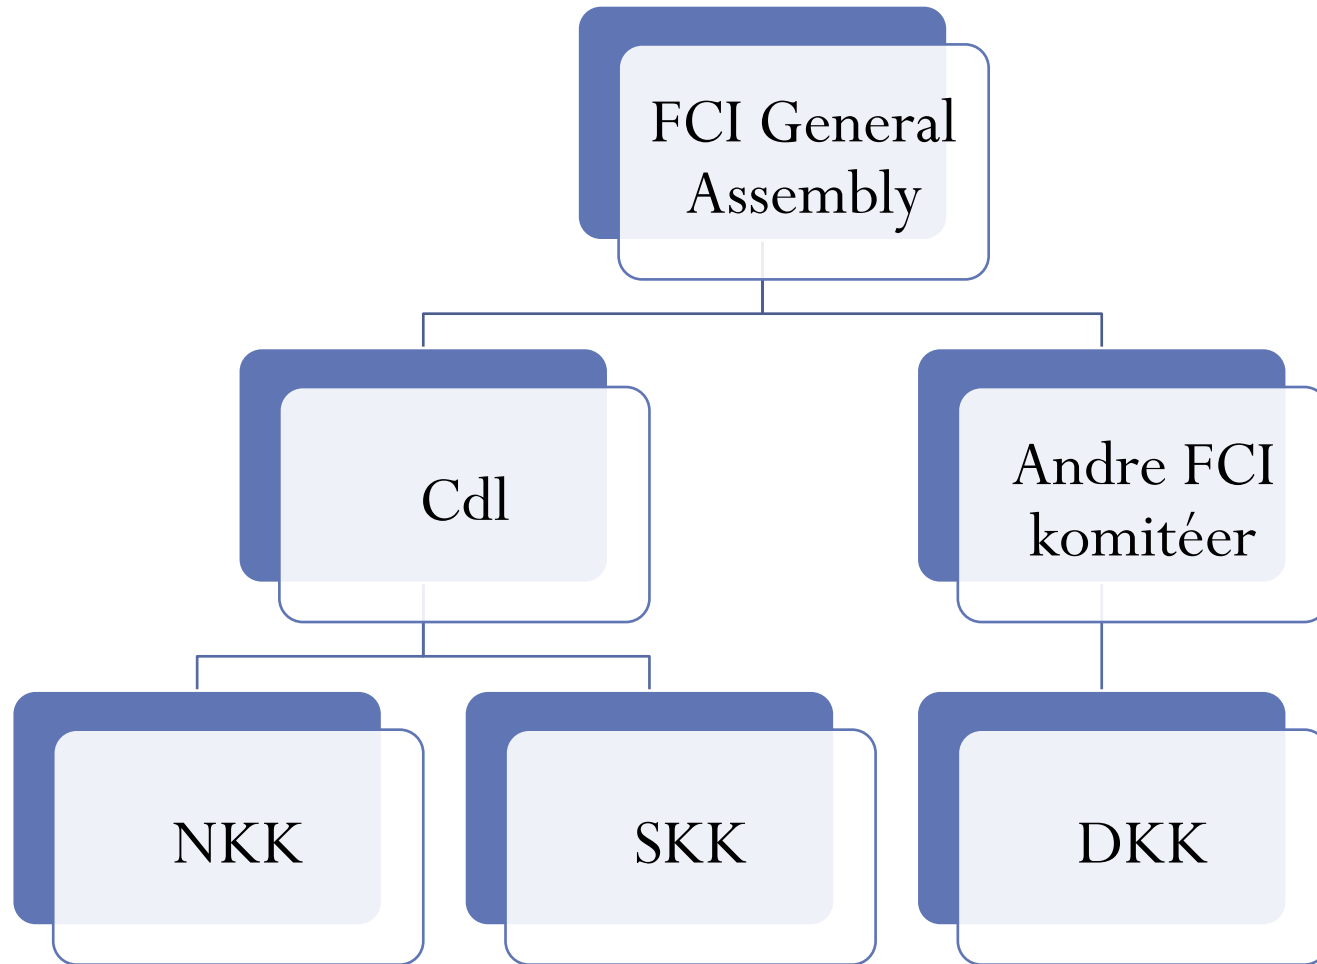 FCI General
Assembly
Cdl
Andre FCI
komitéer
NKK
SKK
DKK